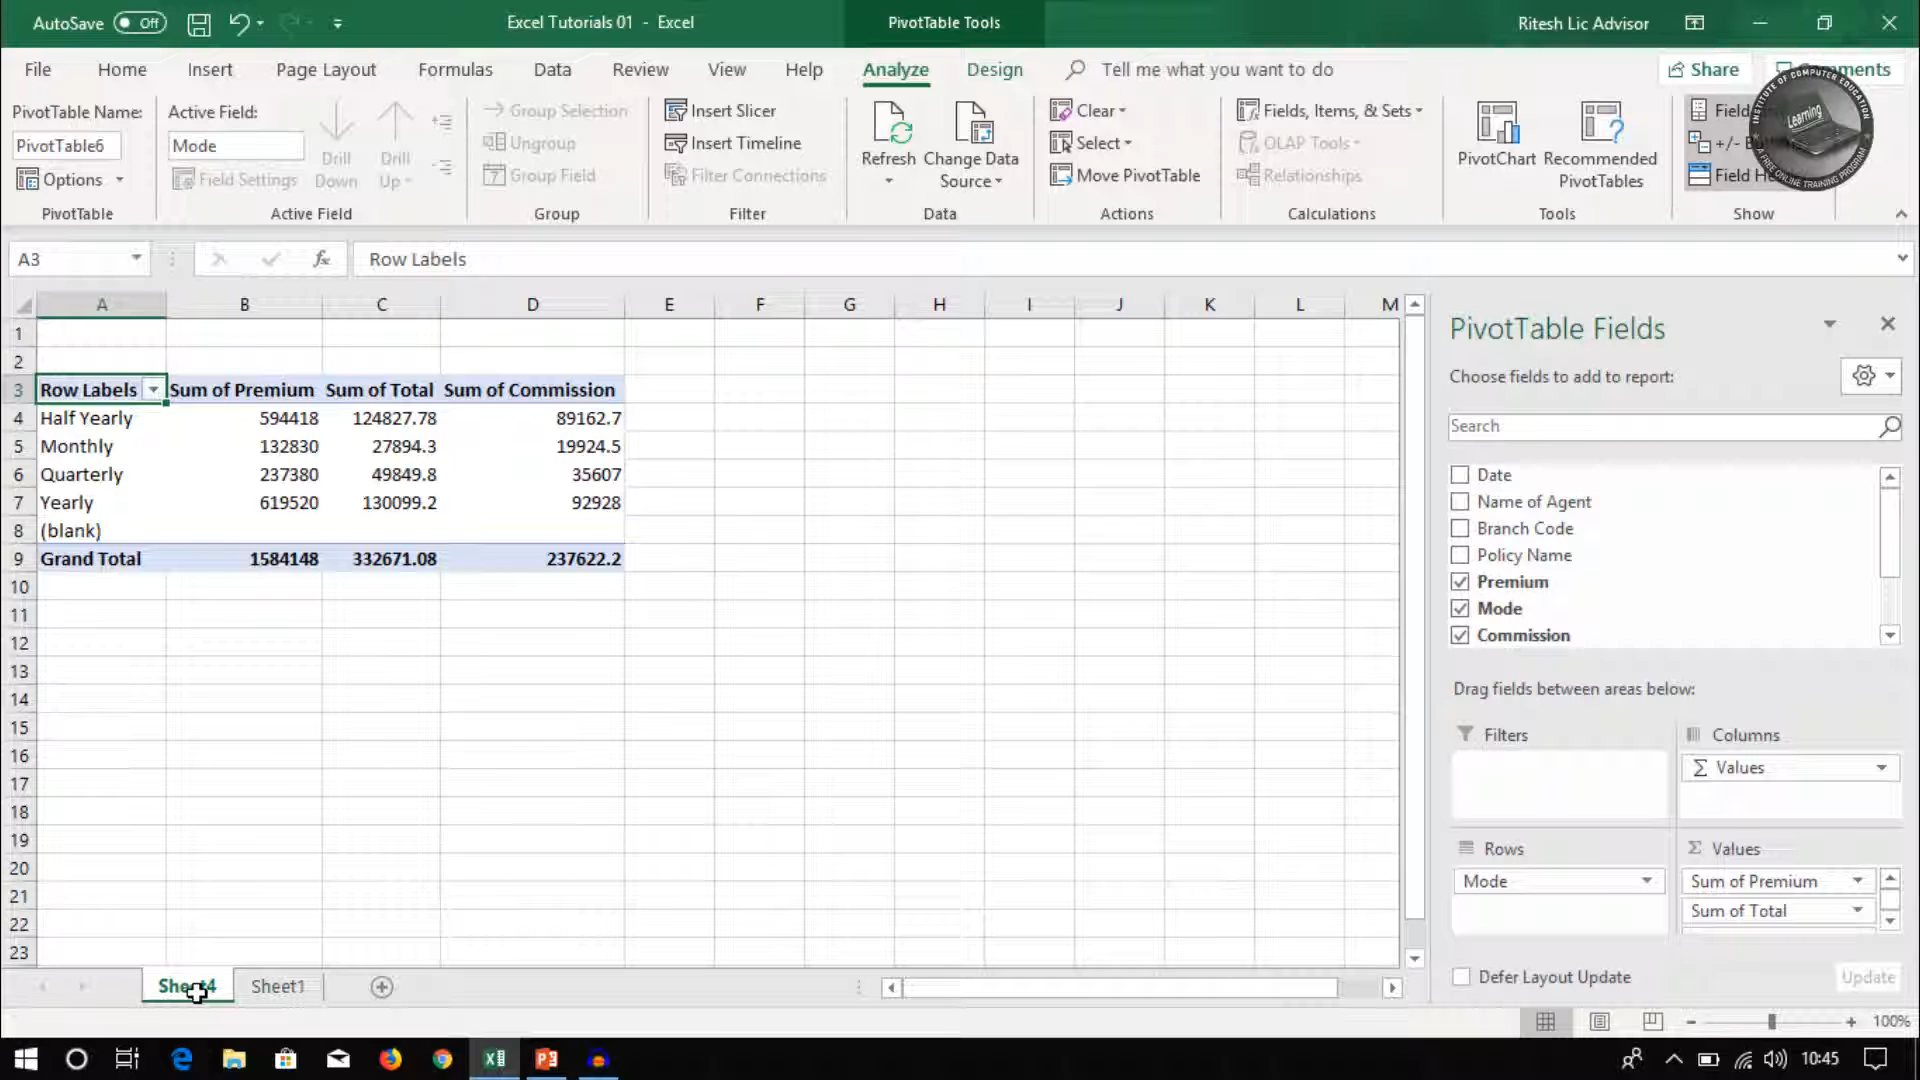 AutoSave Off Excel Tutorials 01 - Excel PivotTable Tools Ritesh Lic Advisor
File Home Insert Page Layout Formulas Data Review View Help Analyze Design Tell me what you want to do Share
PivotTable Name:
PivotTable6
Options
PivotTable
Active Field:
Mode
Field Settings
Drill Down
Drill Up
Active Field
Group Selection
Ungroup
Group Field
Group
Insert Slicer
Insert Timeline
Filter Connections
Filter
Refresh
Change Data Source
Data
Clear
Select
Move PivotTable
Actions
Fields, Items, & Sets
OLAP Tools
Relationships
Calculations
PivotChart
Recommended PivotTables
Tools
Field
+/-
Field
Show
INSTITUTE OF COMPUTER EDUCATION
Learning
A FREE ONLINE TRAINING PROGRAM
A3 fx Row Labels
A B C D E F G H I J K L M
1
2
3 Row Labels Sum of Premium Sum of Total Sum of Commission
4 Half Yearly 594418 124827.78 89162.7
5 Monthly 132830 27894.3 19924.5
6 Quarterly 237380 49849.8 35607
7 Yearly 619520 130099.2 92928
8 (blank)
9 Grand Total 1584148 332671.08 237622.2
10
11
12
13
14
15
16
17
18
19
20
21
22
23
PivotTable Fields
Choose fields to add to report:
Search
Date
Name of Agent
Branch Code
Policy Name
Premium
Mode
Commission
Drag fields between areas below:
Filters
Columns
Σ Values
Rows
Mode
Σ Values
Sum of Premium
Sum of Total
Defer Layout Update Update
Sheet4 Sheet1
100%
10:45